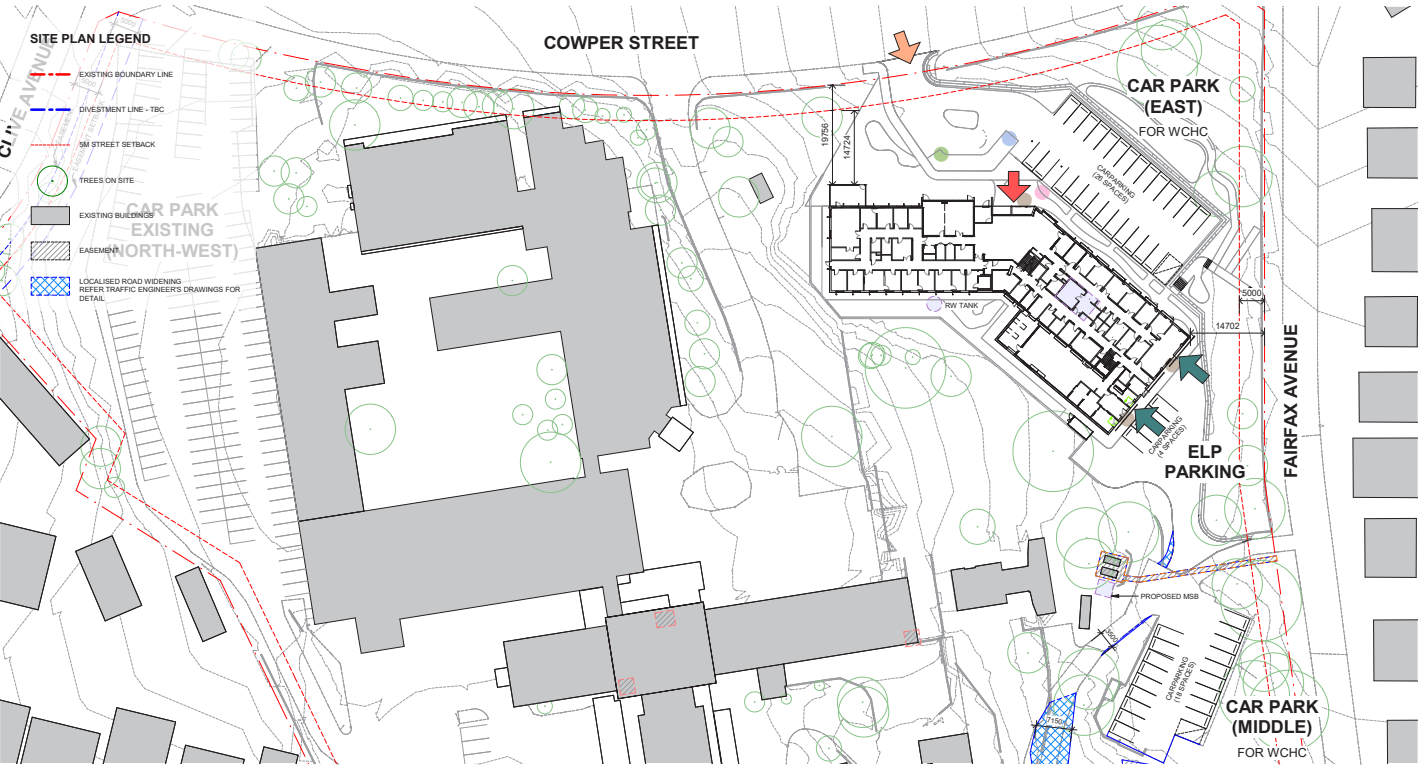 SITE PLAN LEGEND
EXISTING BOUNDARY LINE
DIVESTMENT LINE - TBC
5M STREET SETBACK
TREES ON SITE
EXISTING BUILDINGS
EASEMENT
LOCALISED ROAD WIDENING
REFER TRAFFIC ENGINEER'S DRAWINGS FOR
DETAIL
CLIVE AVENUE
5000
CAR PARK
EXISTING
(NORTH-WEST)
COWPER STREET
19756
14724
CAR PARK
(EAST)
FOR WCHC
CARPARKING
(26 SPACES)
RW TANK
5000
14702
FAIRFAX AVENUE
CARPARKING
(4 SPACES)
ELP
PARKING
PROPOSED MSB
3500
CARPARKING
(18 SPACES)
7150
CAR PARK
(MIDDLE)
FOR WCHC